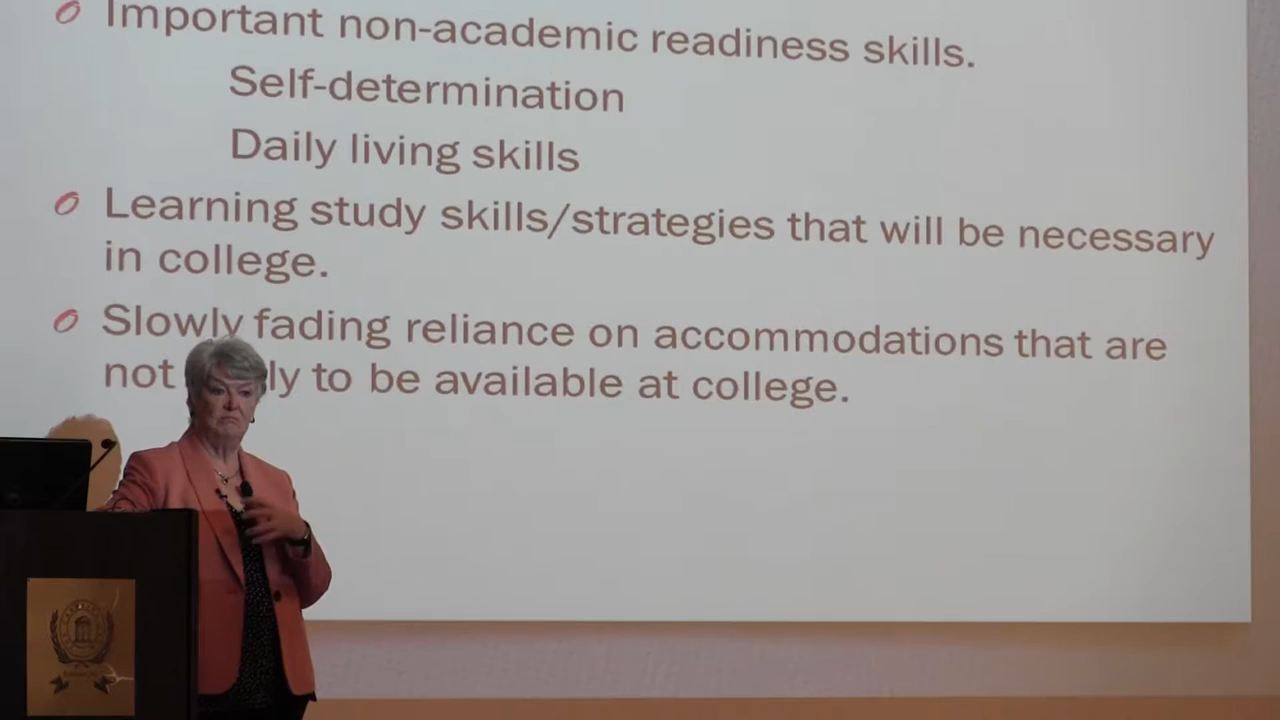 Important non-academic readiness skills.
Self-determination
Daily living skills
Learning study skills/strategies that will be necessary
in college.
Slowly fading reliance on accommodations that are
not ly to be available at college.